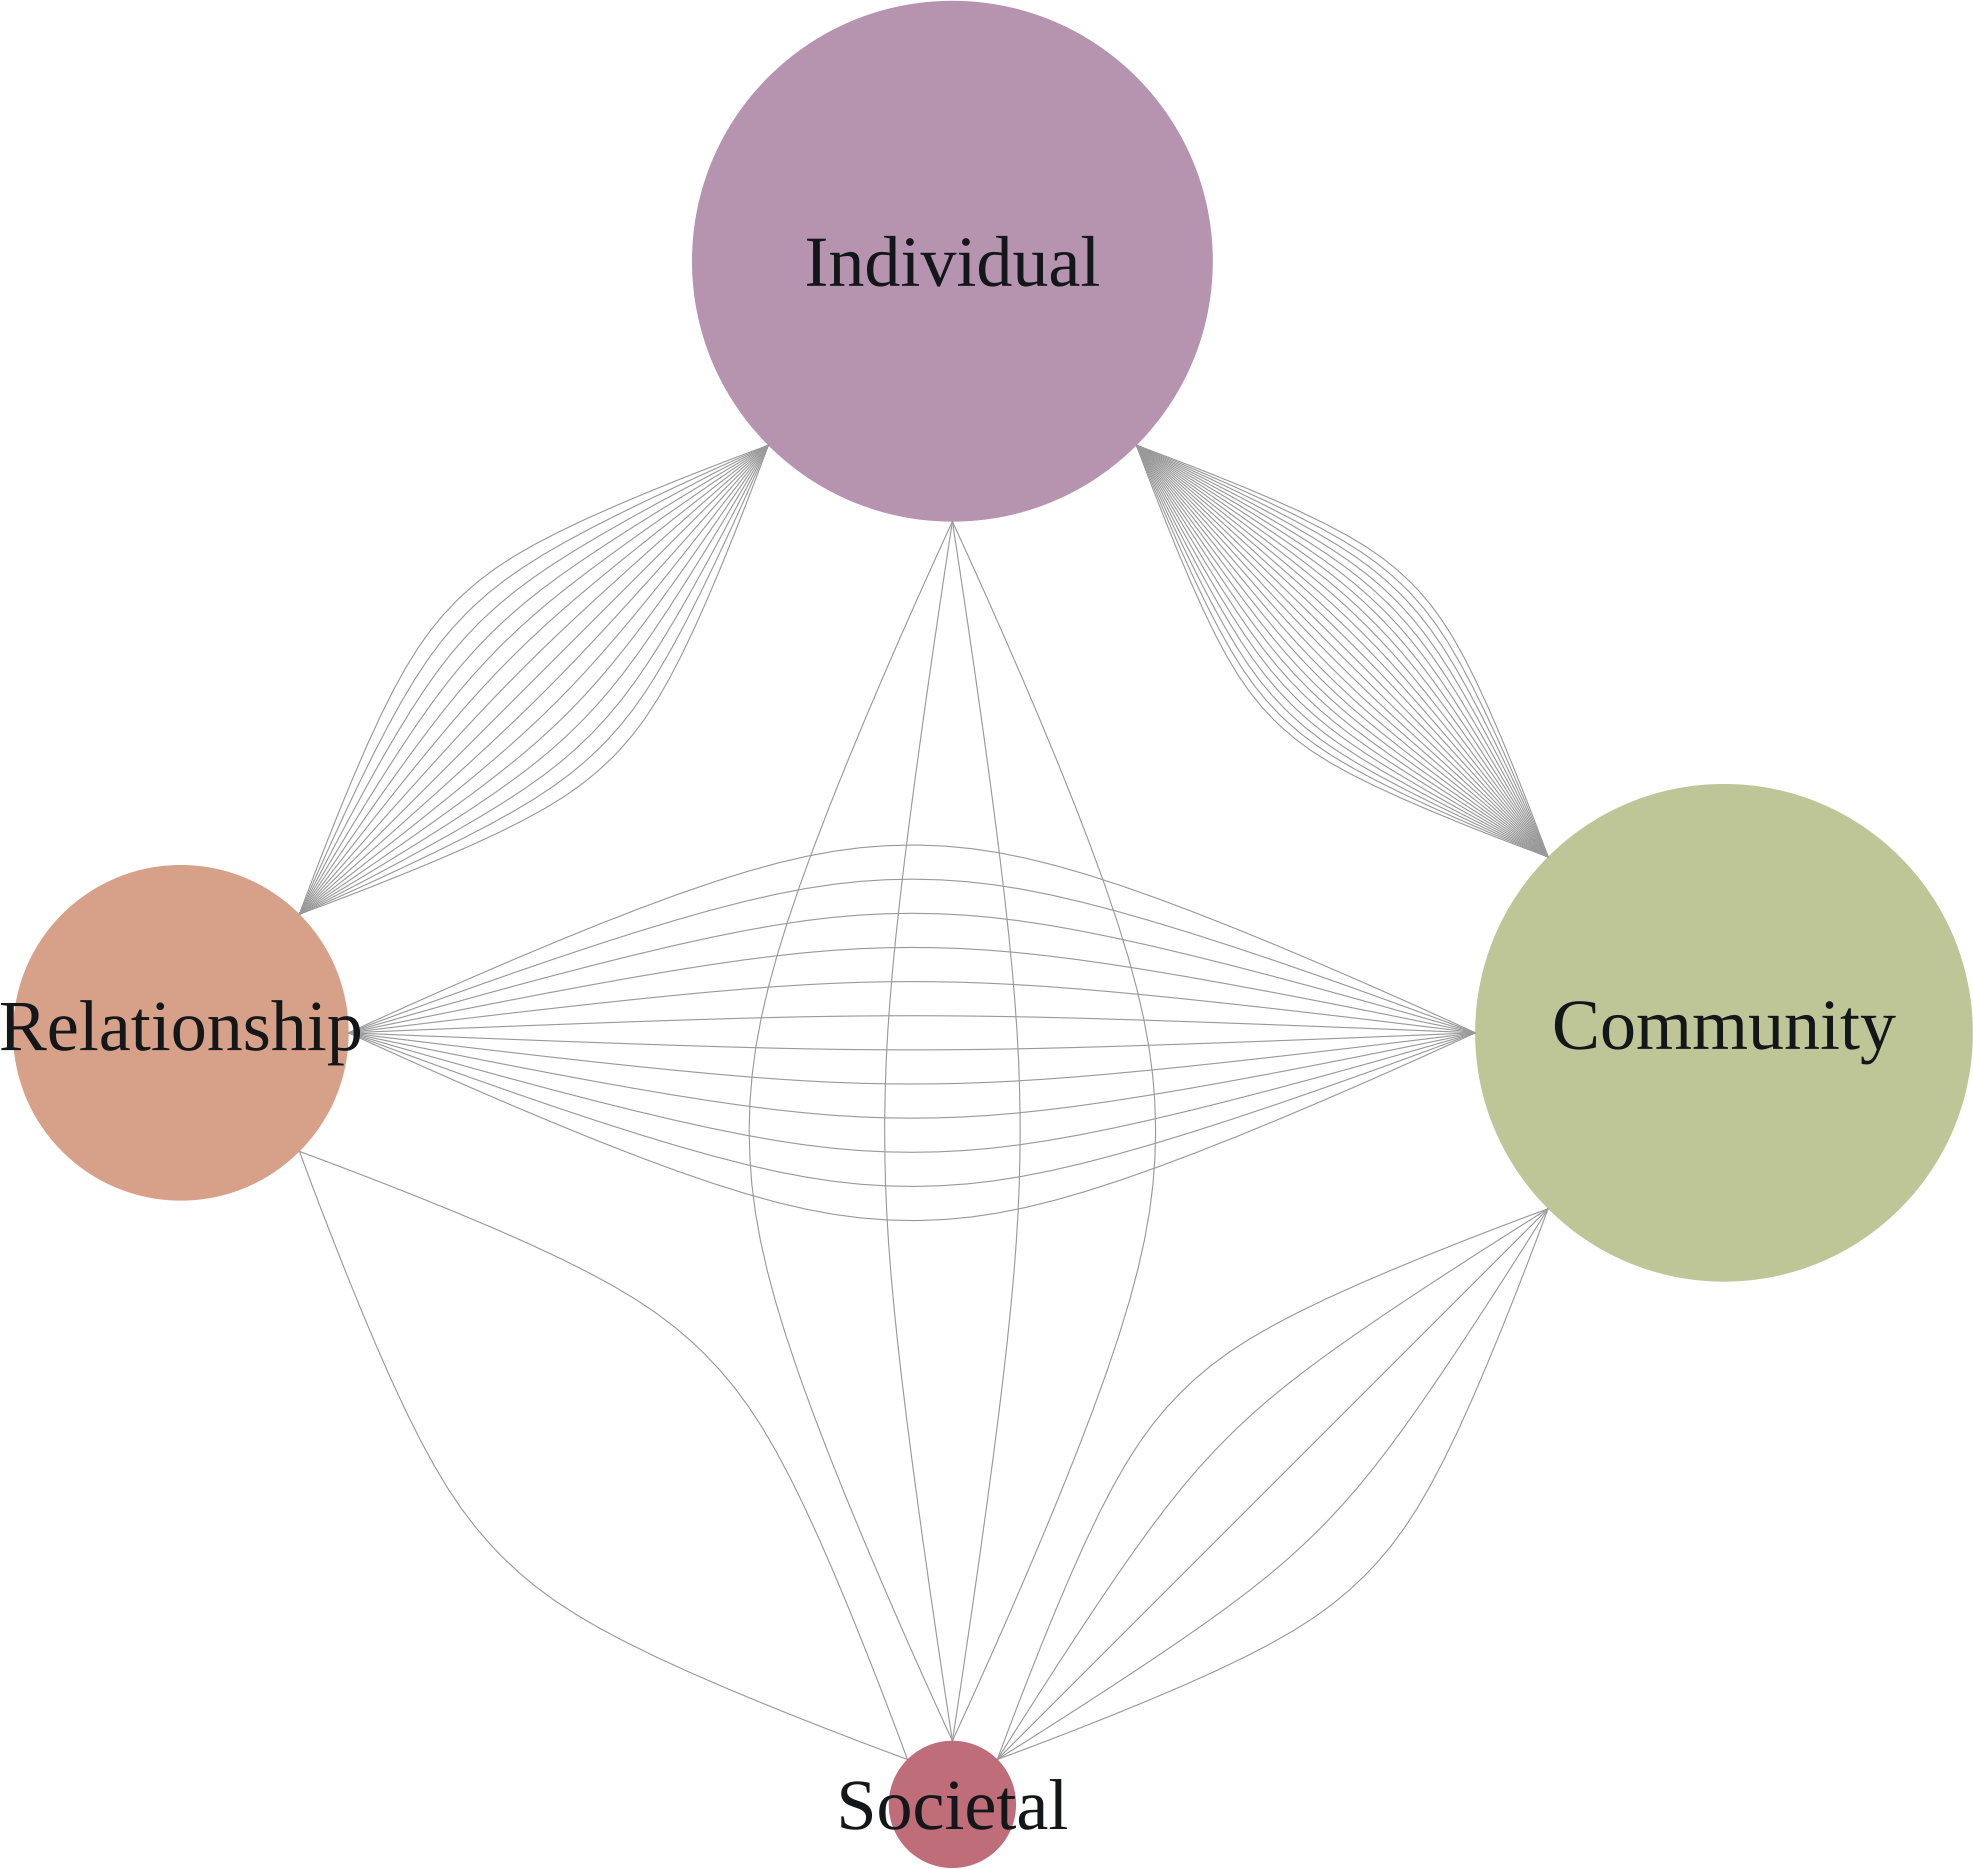 Individual
Relationship
Community
Societal